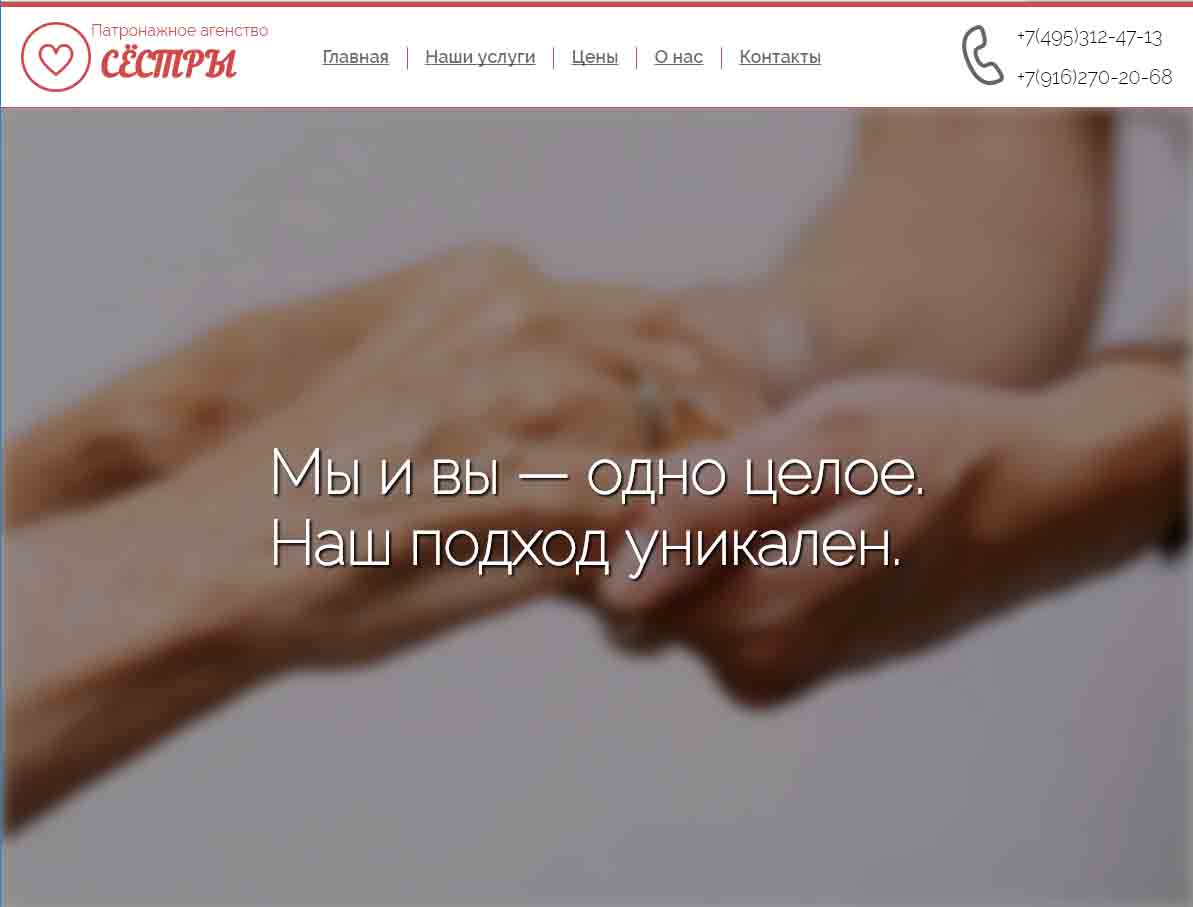 Патронажное агенство
СЁСТРЫ
Главная
Наши услуги
Цены
О нас
Контакты
+7(495)312-47-13
+7(916)270-20-68
Мы и вы — одно целое.
Наш подход уникален.